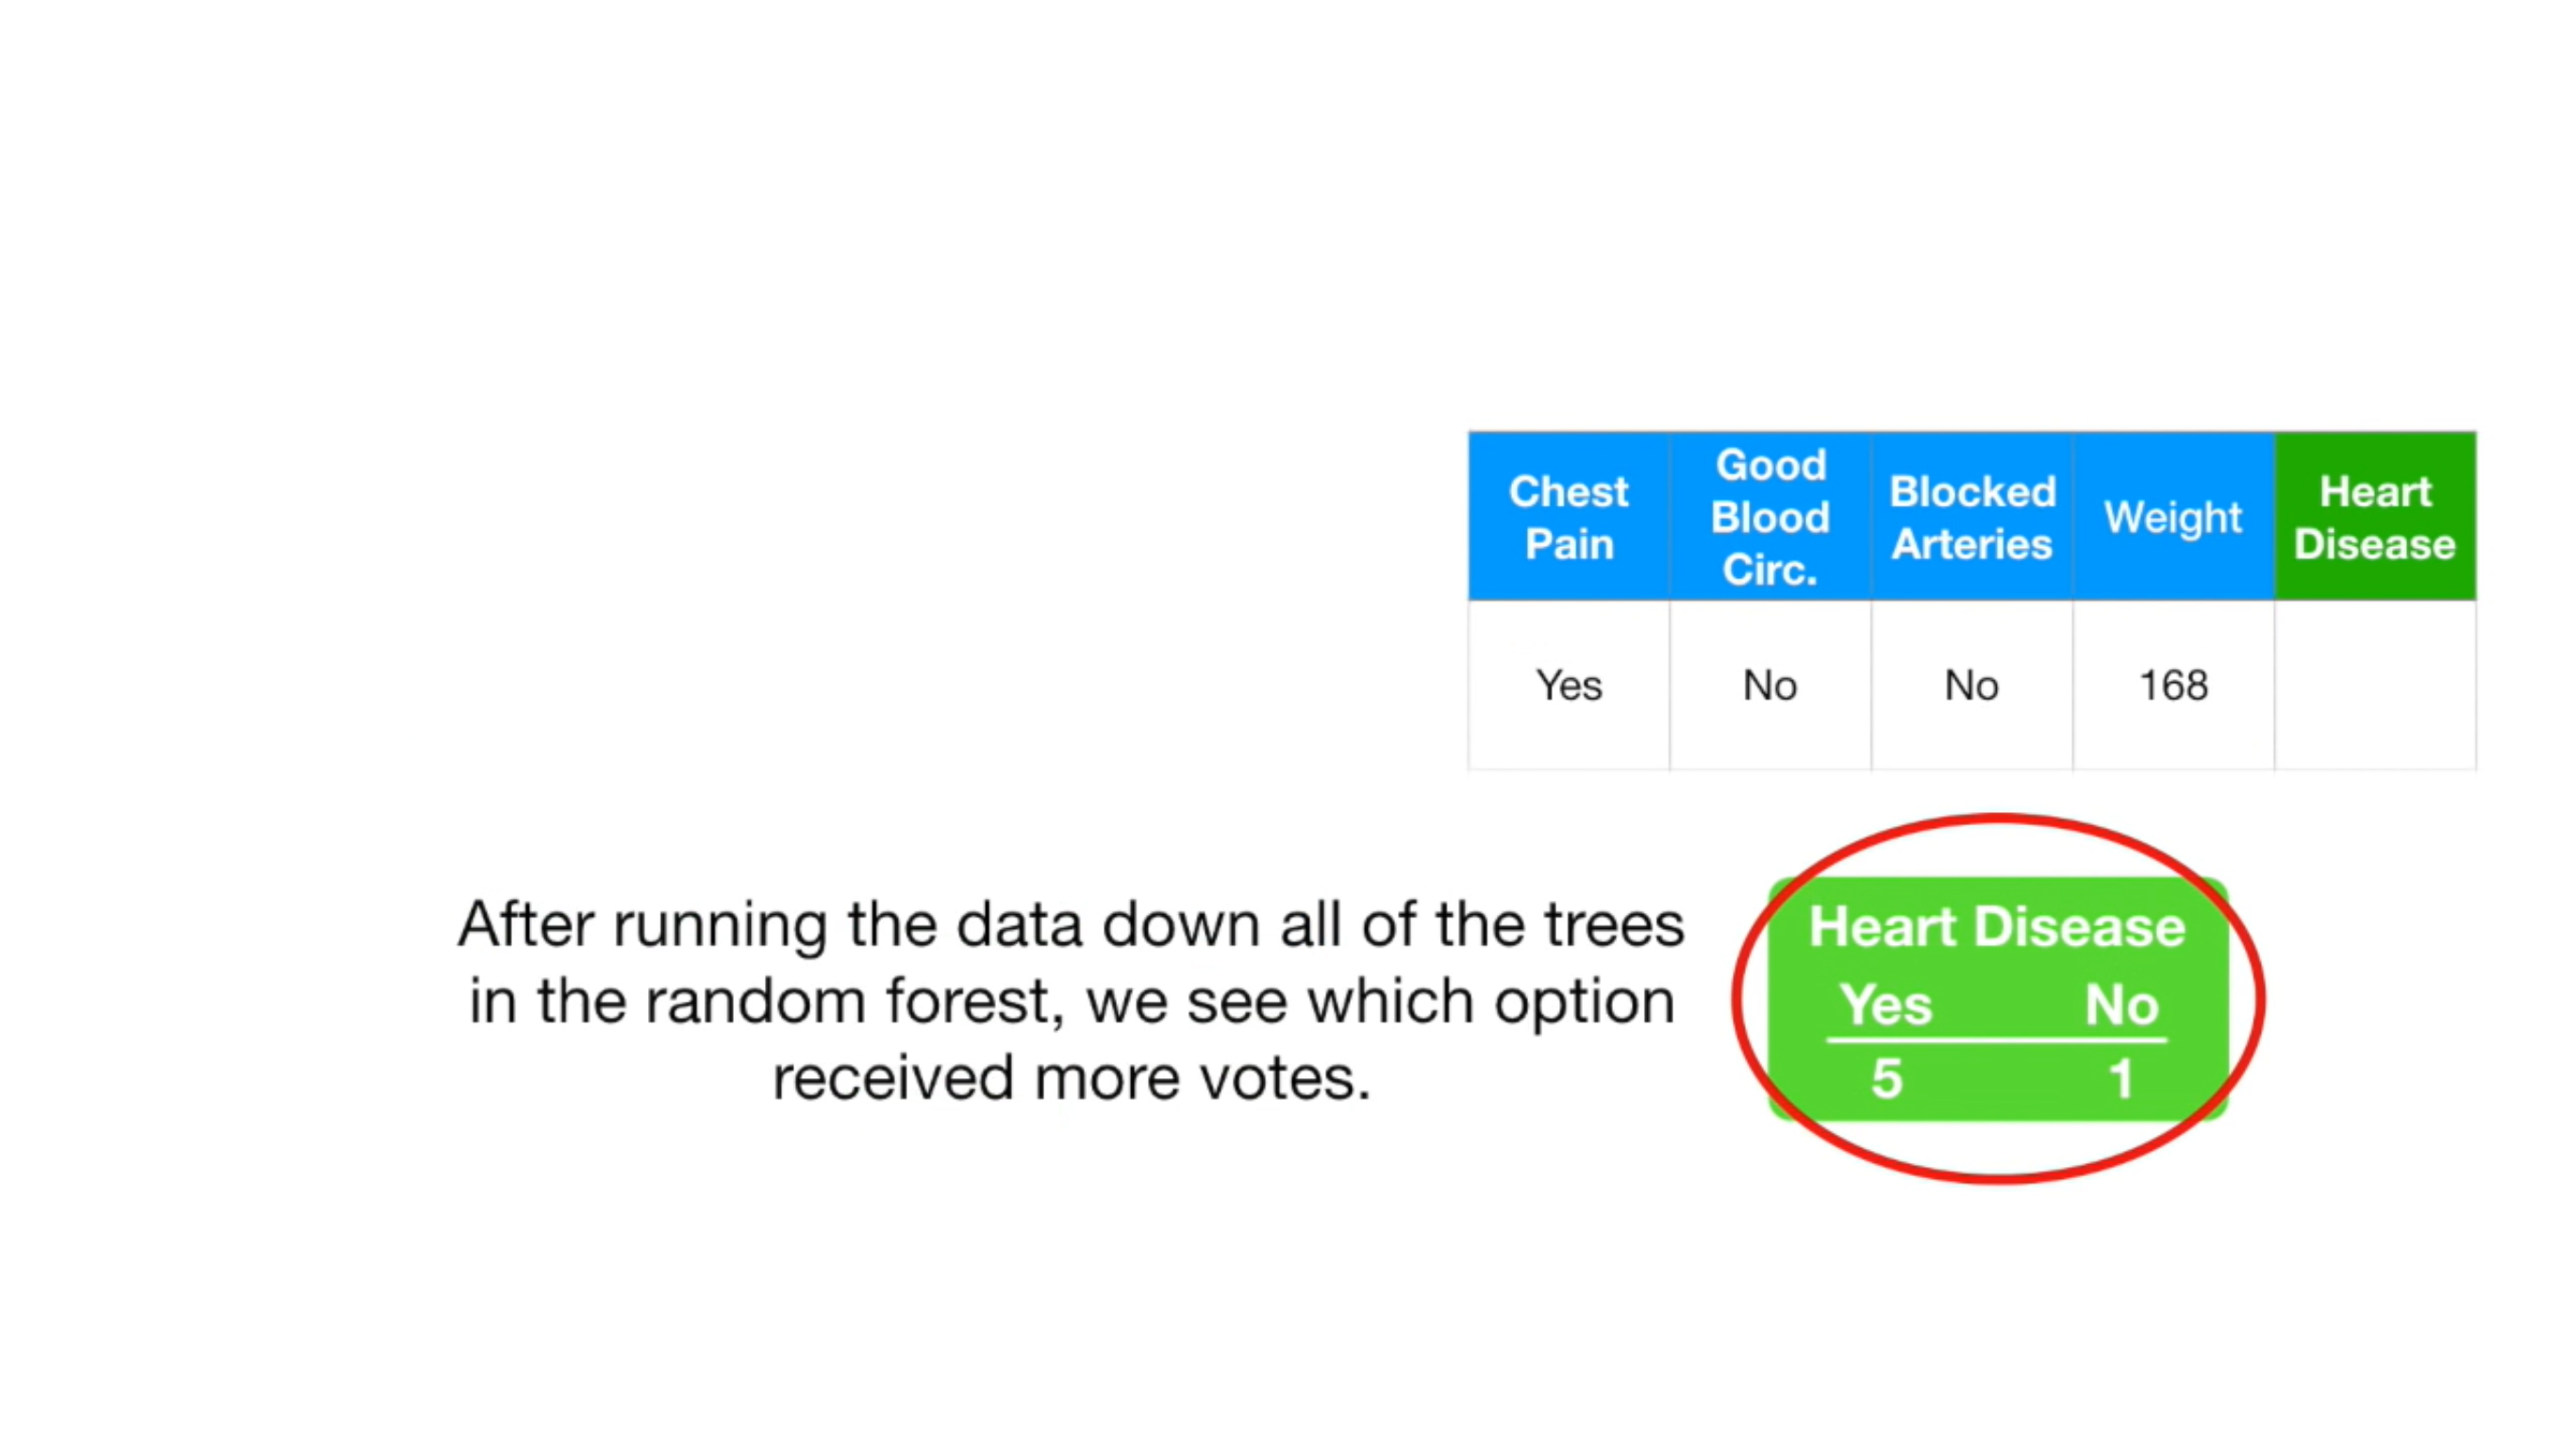 Chest Pain
Good Blood Circ.
Blocked Arteries
Weight
Heart Disease
Yes
No
No
168
After running the data down all of the trees
in the random forest, we see which option
received more votes.
Heart Disease
Yes No
5 1